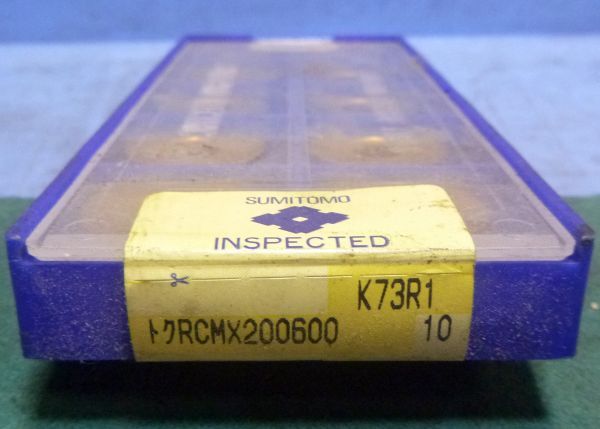 SUMITOMO
INSPECTED
K73R1
トクRCMX200600 10